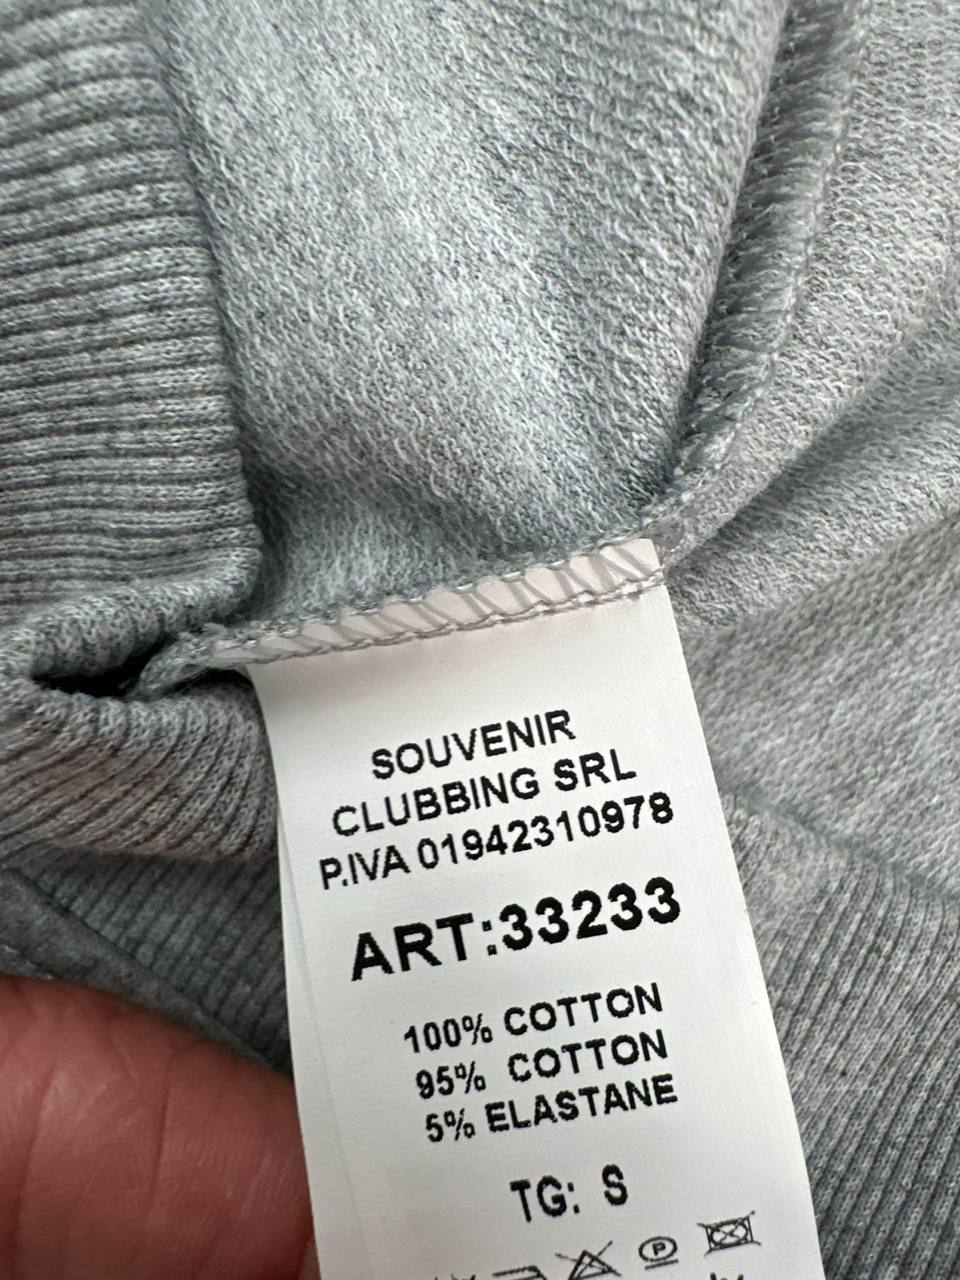 SOUVENIR
CLUBBING SRL
P.IVA 01942310978
ART:33233
100% COTTON
95% COTTON
5% ELASTANE
TG: S
P